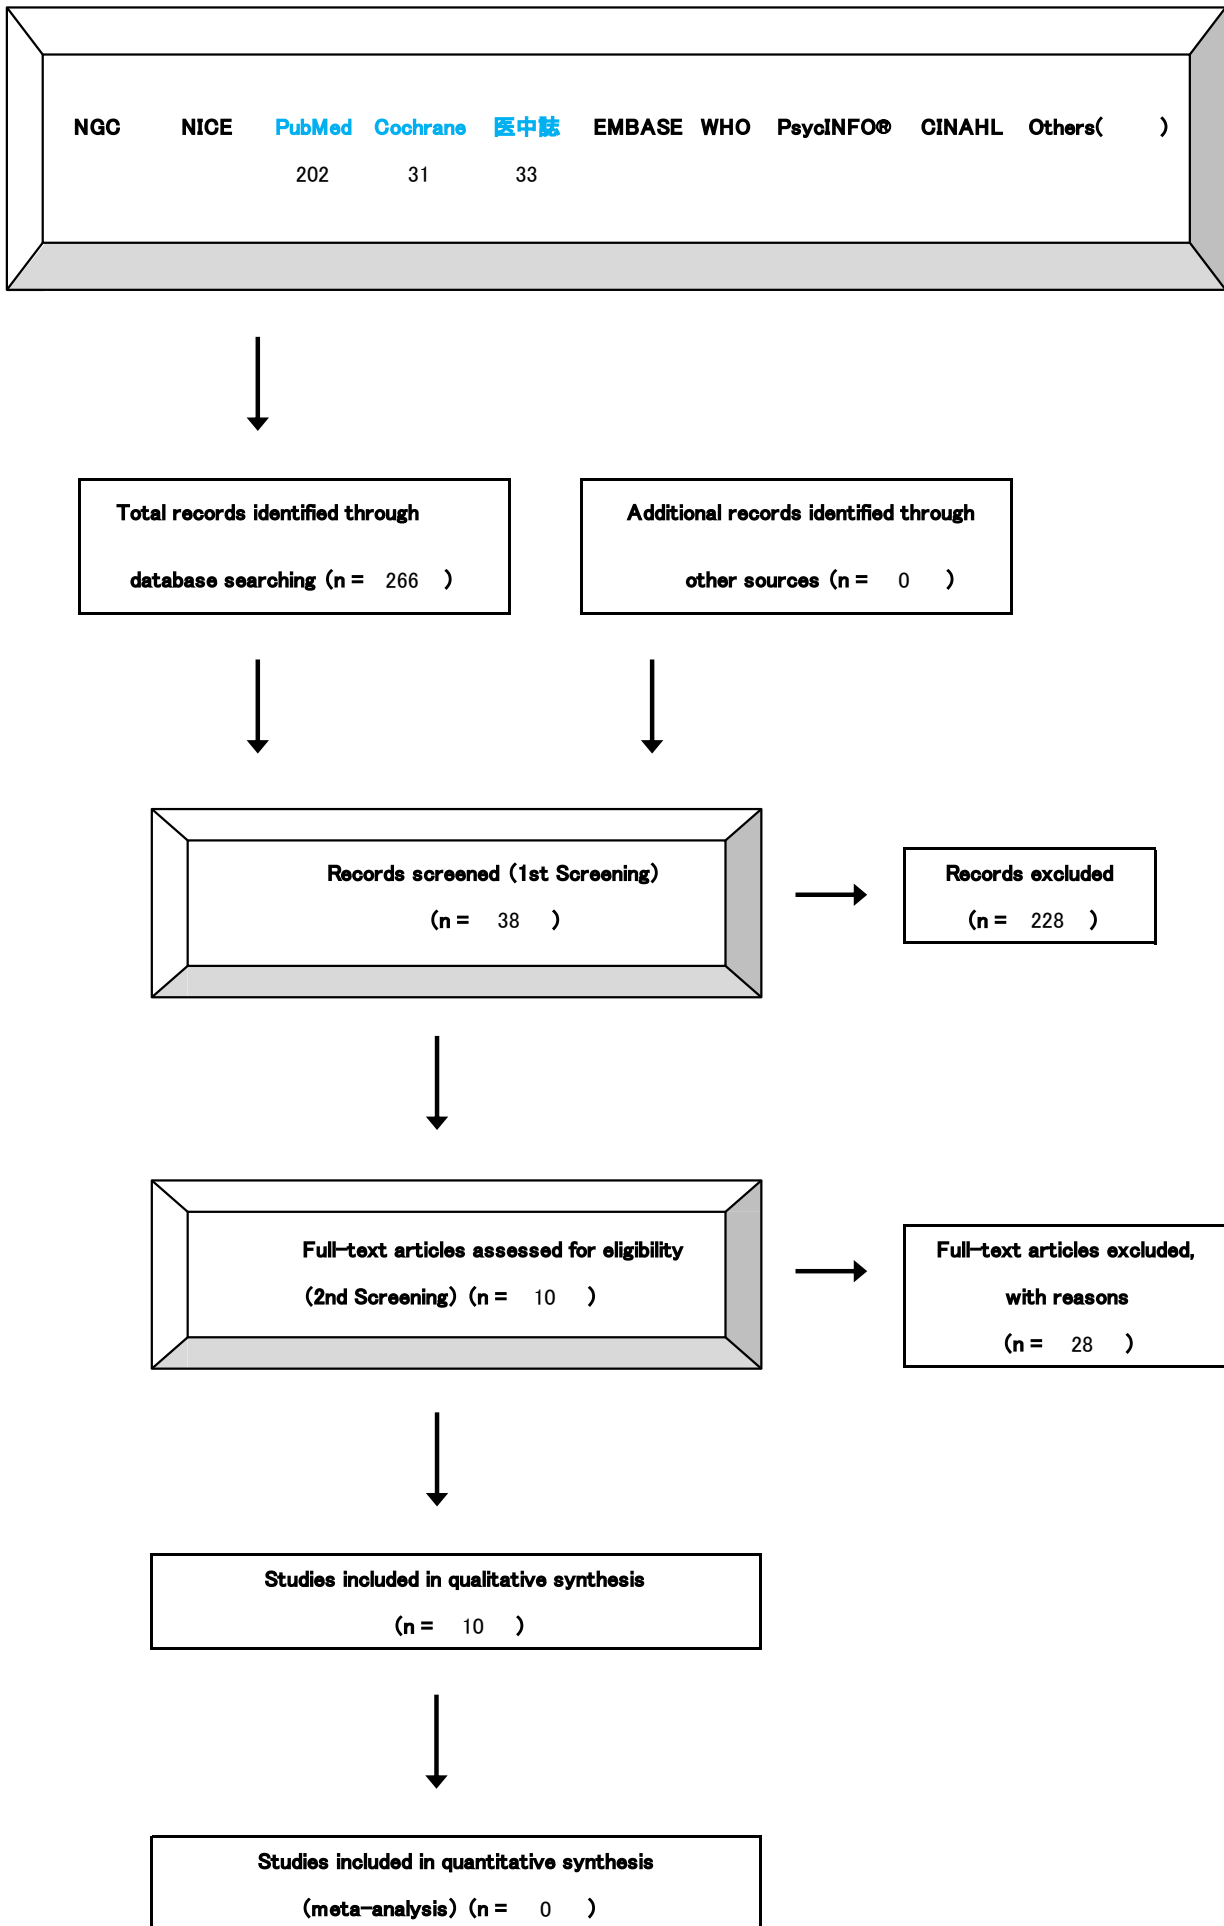 NGC NICE PubMed Cochrane 医中誌 EMBASE WHO PsycINFO® CINAHL Others( )
202 31 33
Total records identified through
database searching (n = 266 )
Additional records identified through
other sources (n = 0 )
Records screened (1st Screening)
(n = 38 )
Records excluded
(n = 228 )
Full-text articles assessed for eligibility
(2nd Screening) (n = 10 )
Full-text articles excluded,
with reasons
(n = 28 )
Studies included in qualitative synthesis
(n = 10 )
Studies included in quantitative synthesis
(meta-analysis) (n = 0 )